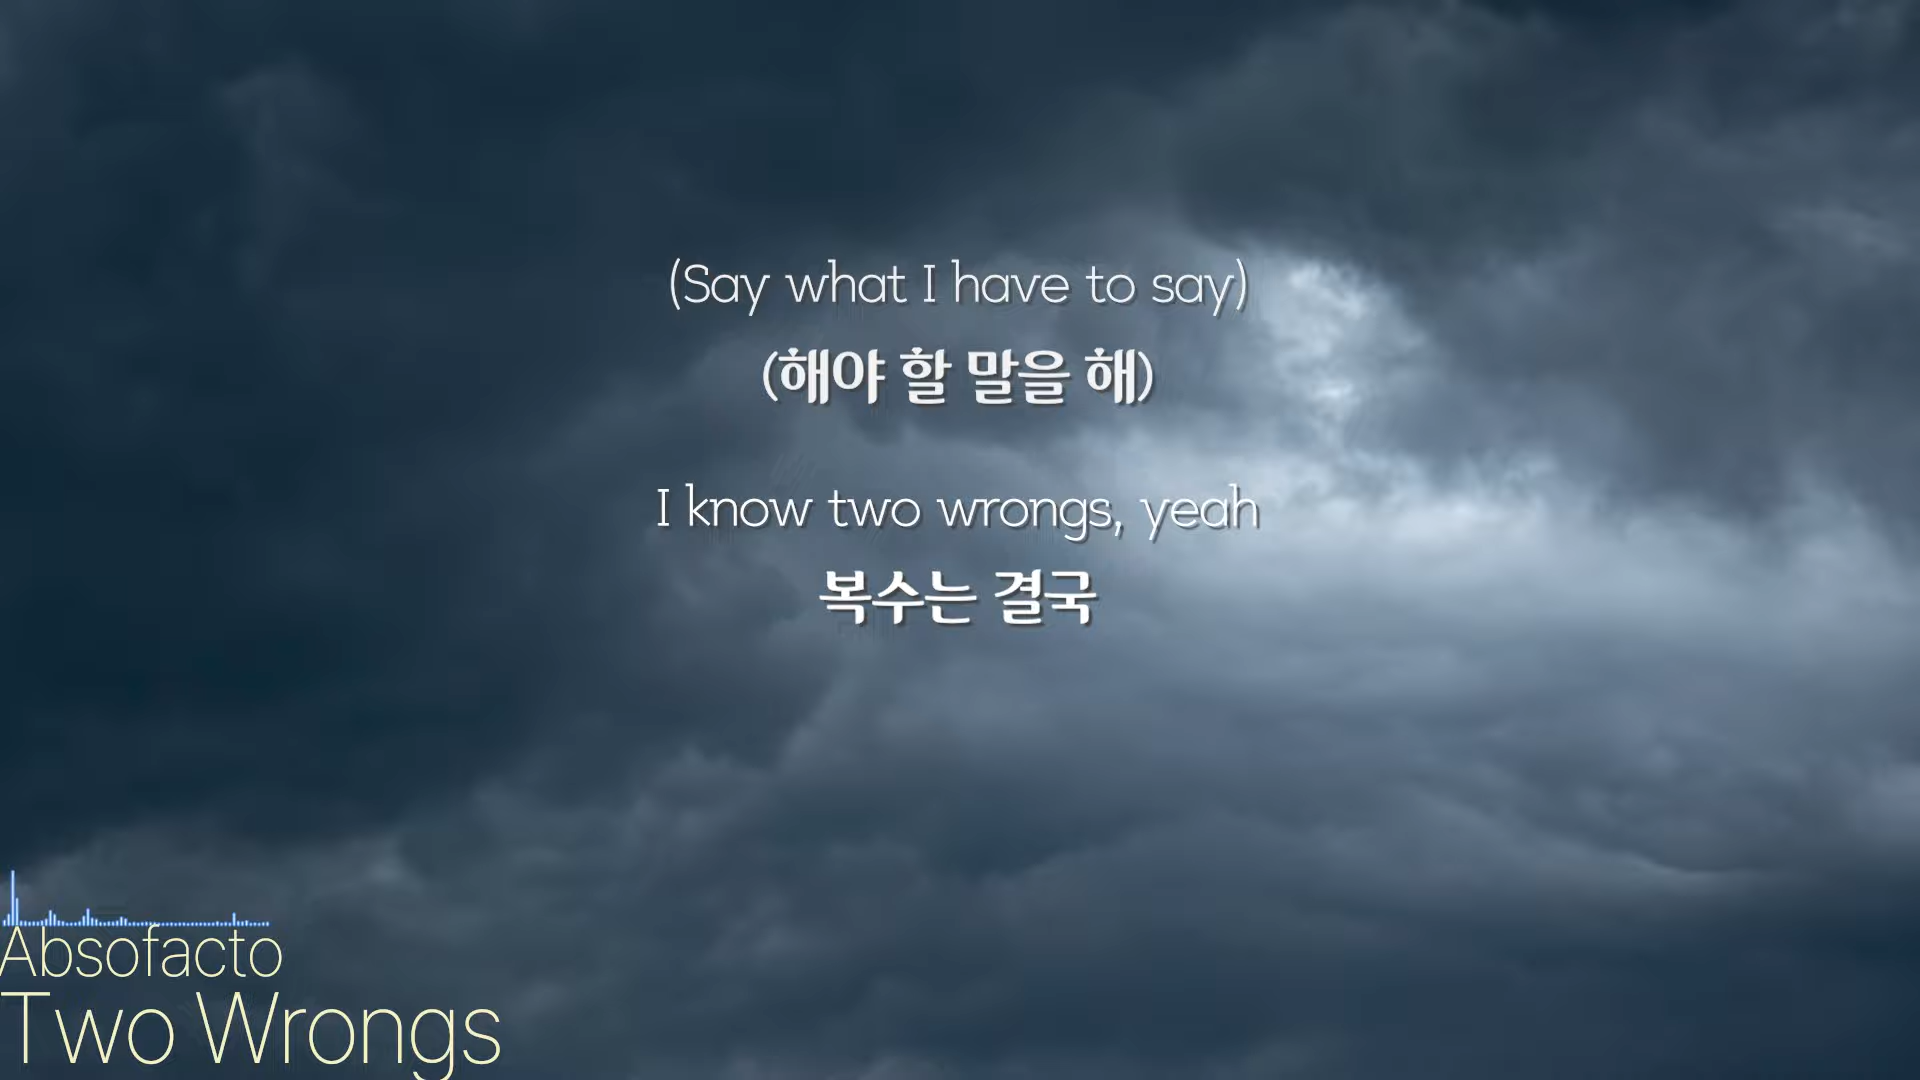 (Say what I have to say)
(해야 할 말을 해)
I know two wrongs, yeah
복수는 결국
Absofacto
Two Wrongs